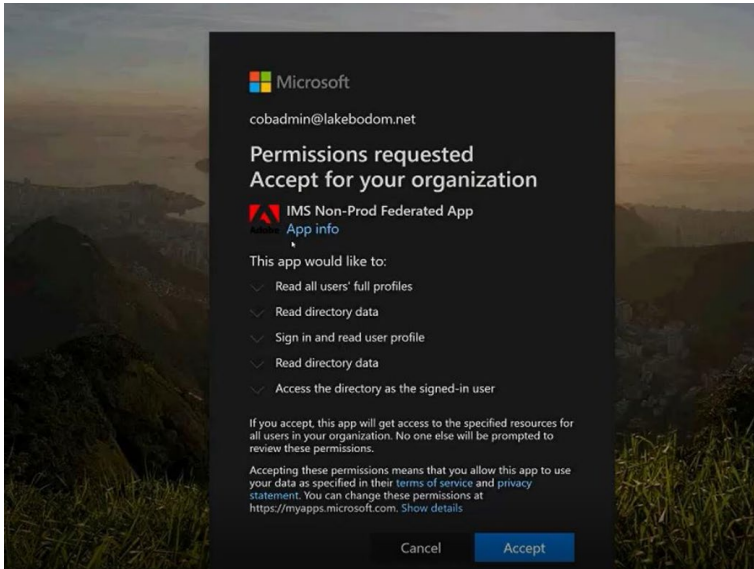 Microsoft
cobadmin@lakebodom.net
Permissions requested
Accept for your organization
IMS Non-Prod Federated App
Adobe
App info
This app would like to:
Read all users' full profiles
Read directory data
Sign in and read user profile
Read directory data
Access the directory as the signed-in user
If you accept, this app will get access to the specified resources for
all users in your organization. No one else will be prompted to
review these permissions.
Accepting these permissions means that you allow this app to use
your data as specified in their terms of service and privacy
statement. You can change these permissions at
https://myapps.microsoft.com. Show details
Cancel
Accept